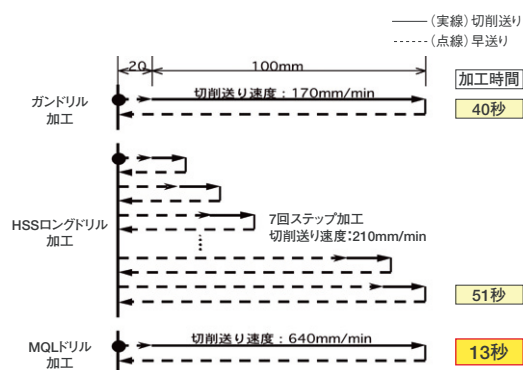 (実線)切削送り
(点線)早送り
20
100mm
加工時間
切削送り速度：170mm/min
ガンドリル
加工
40秒
HSSロングドリル
加工
7回ステップ加工
切削送り速度:210mm/min
51秒
切削送り速度：640mm/min
MQLドリル
加工
13秒